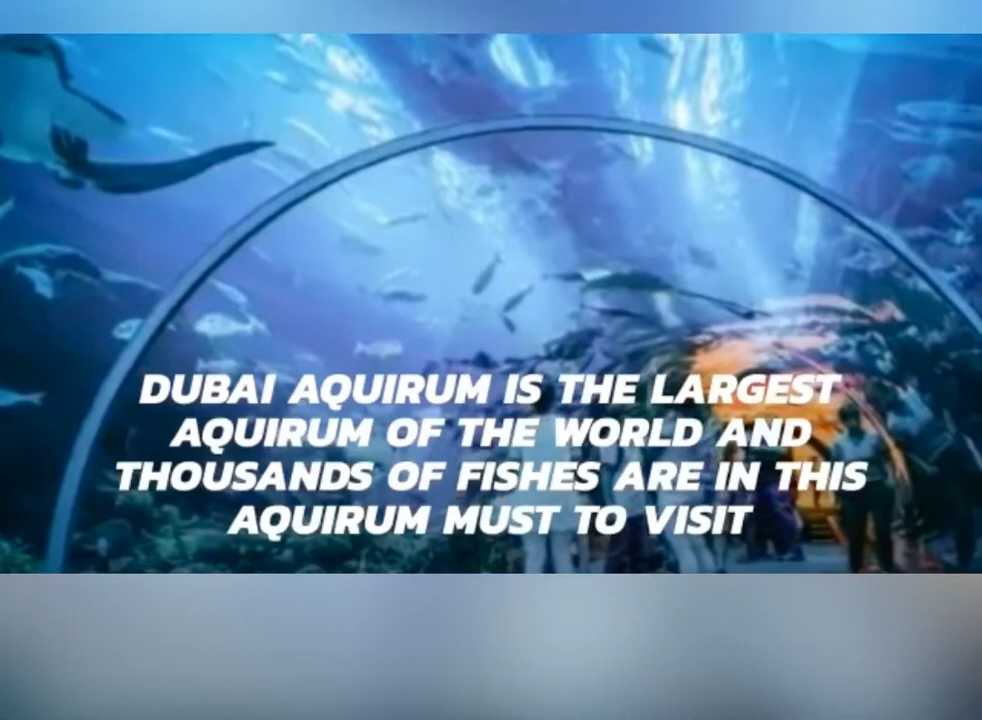 DUBAI AQUIRUM IS THE LARGEST
AQUIRUM OF THE WORLD AND
THOUSANDS OF FISHES ARE IN THIS
AQUIRUM MUST TO VISIT